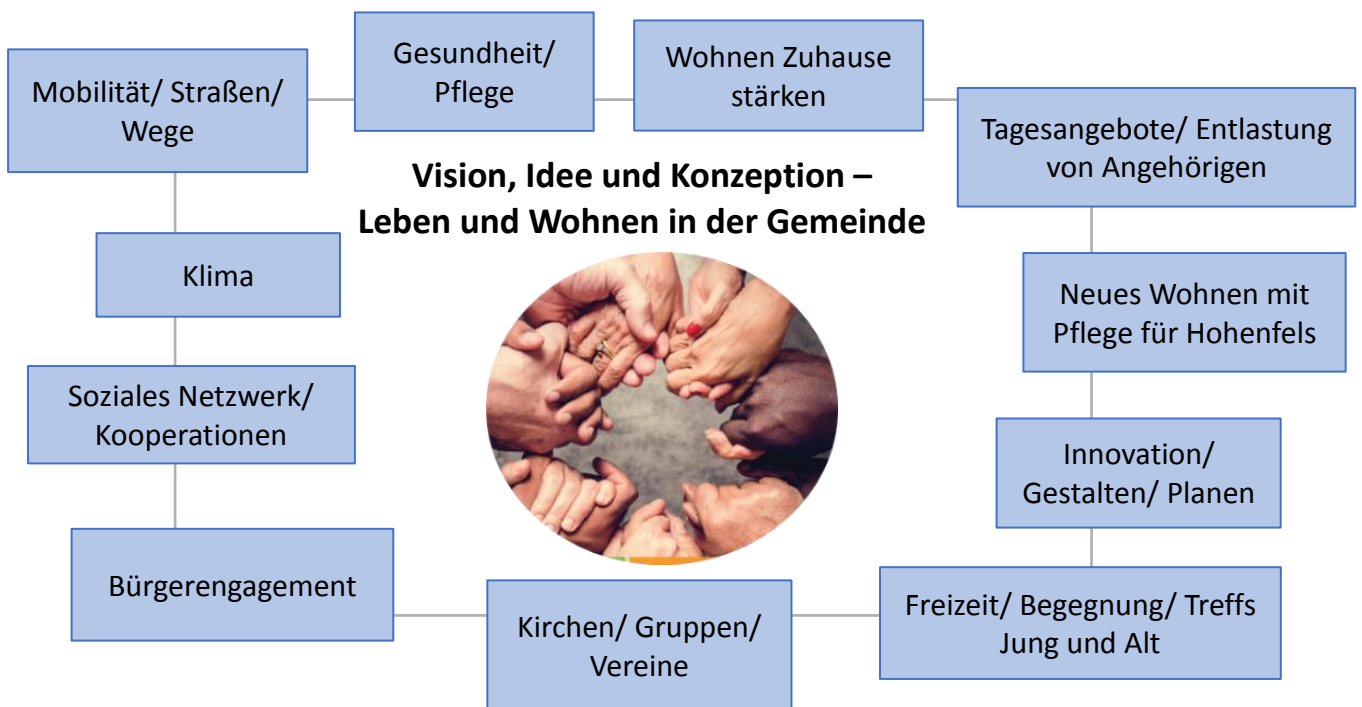 Gesundheit/
Pflege
Wohnen Zuhause
stärken
Mobilität/ Straßen/
Wege
Tagesangebote/ Entlastung
von Angehörigen
Vision, Idee und Konzeption –
Leben und Wohnen in der Gemeinde
Klima
Neues Wohnen mit
Pflege für Hohenfels
Soziales Netzwerk/
Kooperationen
Innovation/
Gestalten/ Planen
Bürgerengagement
Freizeit/ Begegnung/ Treffs
Jung und Alt
Kirchen/ Gruppen/
Vereine